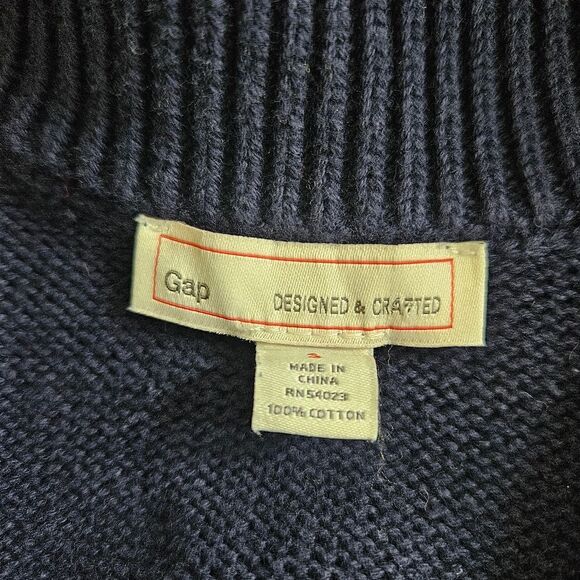 Gap
DESIGNED & CRAFTED
MADE IN
CHINA
RN54023
100% COTTON